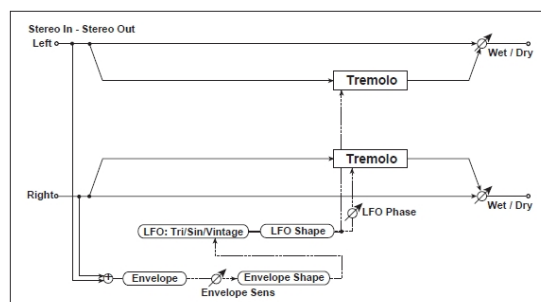 Stereo In - Stereo Out
Left
Wet / Dry
Tremolo
Tremolo
Right
Wet / Dry
LFO Phase
LFO: Tri/Sin/Vintage
LFO Shape
Envelope
Envelope Sens
Envelope Shape